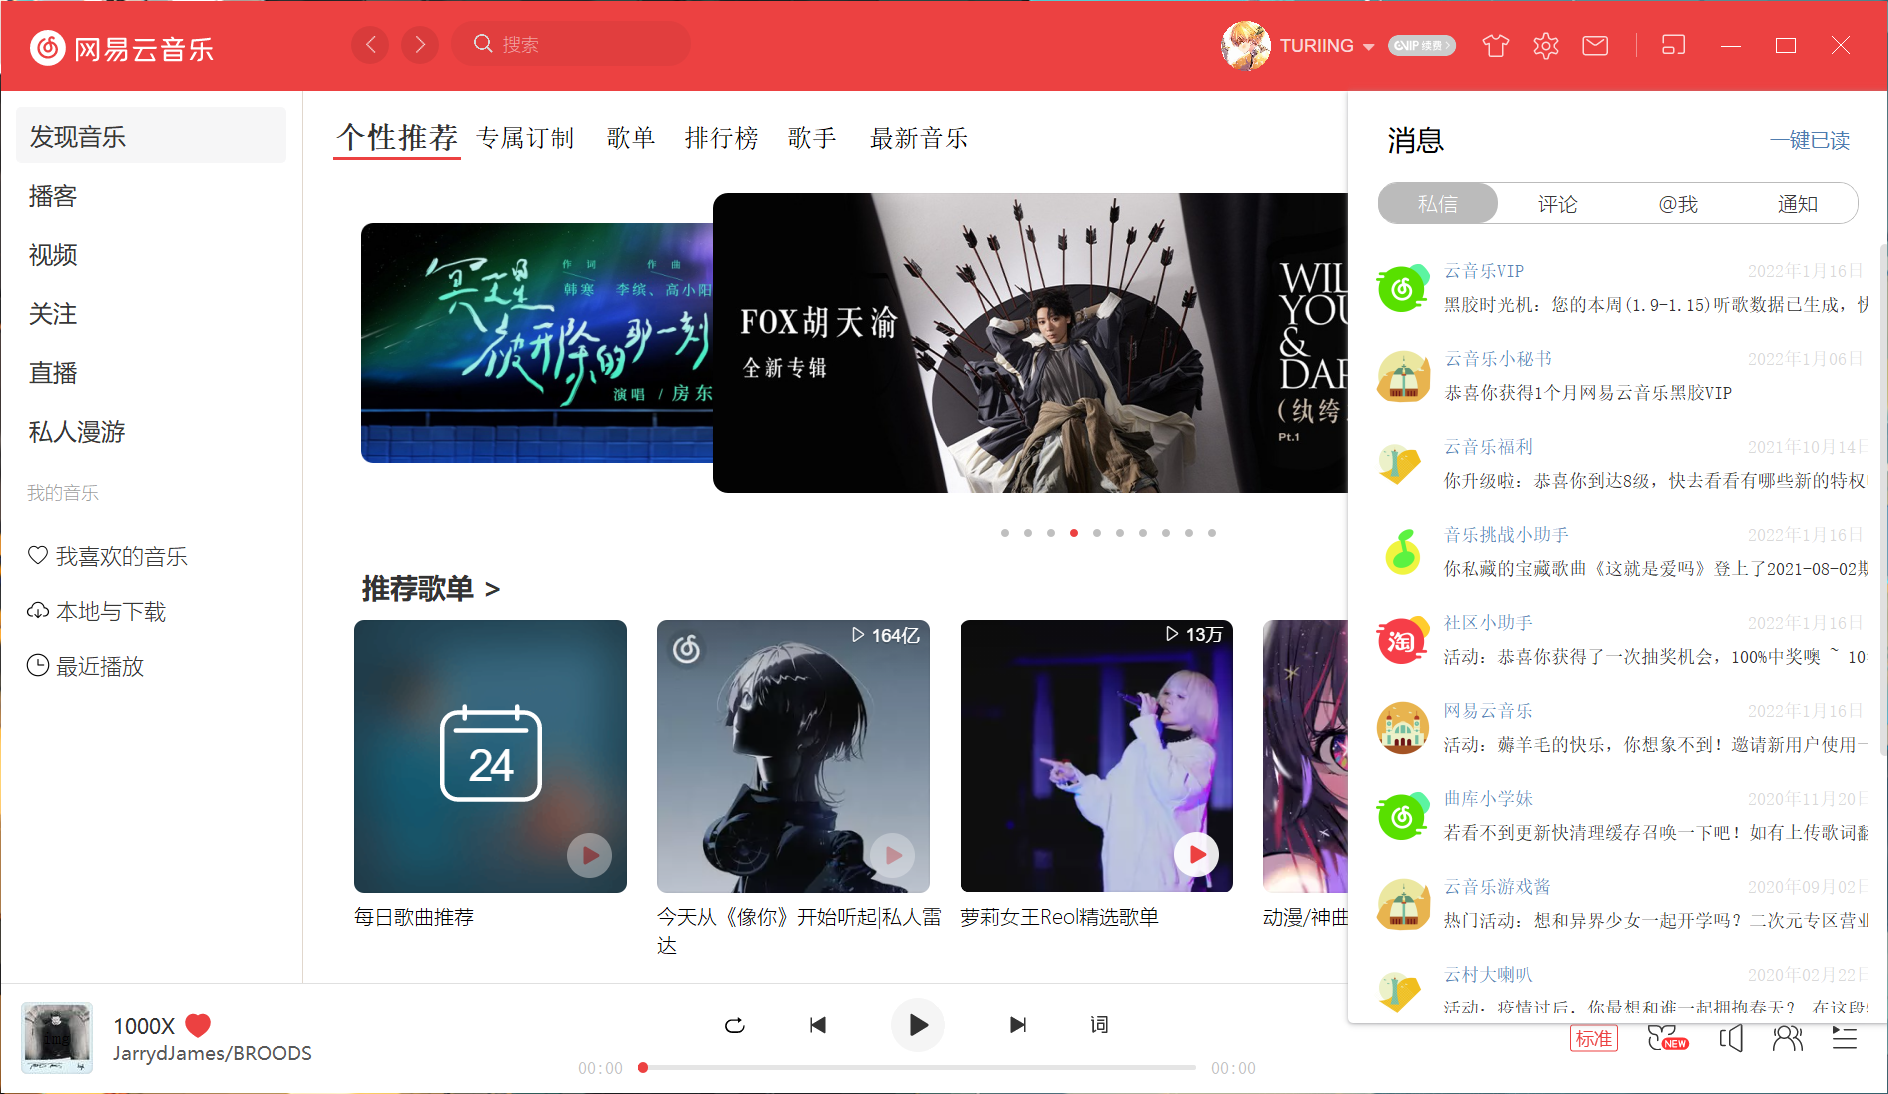 网易云音乐
搜索
TURIING
VIP 续费
发现音乐
播客
视频
关注
直播
私人漫游
我的音乐
我喜欢的音乐
本地与下载
最近播放
个性推荐 专属订制 歌单 排行榜 歌手 最新音乐
作词 作曲
韩寒 李缤、高小阳
冥王星
被开除的那一刻
演唱 / 房东
FOX胡天渝
全新专辑
WIL
YOU
&
DAR
(纨绔
Pt.1
推荐歌单 >
24
164亿
13万
每日歌曲推荐
今天从《像你》开始听起|私人雷
达
萝莉女王Reol精选歌单
动漫/神曲
消息
一键已读
私信 评论 @我 通知
云音乐VIP 2022年1月16日
黑胶时光机：您的本周(1.9-1.15)听歌数据已生成，快
云音乐小秘书 2022年1月06日
恭喜你获得1个月网易云音乐黑胶VIP
云音乐福利 2021年10月14日
你升级啦：恭喜你到达8级，快去看看有哪些新的特权
音乐挑战小助手 2022年1月16日
你私藏的宝藏歌曲《这就是爱吗》登上了2021-08-02期
淘
社区小助手 2022年1月16日
活动：恭喜你获得了一次抽奖机会，100%中奖噢 ~ 10
网易云音乐 2022年1月16日
活动：薅羊毛的快乐，你想象不到！邀请新用户使用一
曲库小学妹 2020年11月20日
若看不到更新快清理缓存召唤一下吧！如有上传歌词翻
云音乐游戏酱 2020年09月02日
热门活动：想和异界少女一起开学吗？二次元专区营业
云村大喇叭 2020年02月22日
活动：疫情过后，你最想和谁一起拥抱春天？ 在这段
img
1000X
JarrydJames/BROODS
词
00:00
00:00
标准
NEW